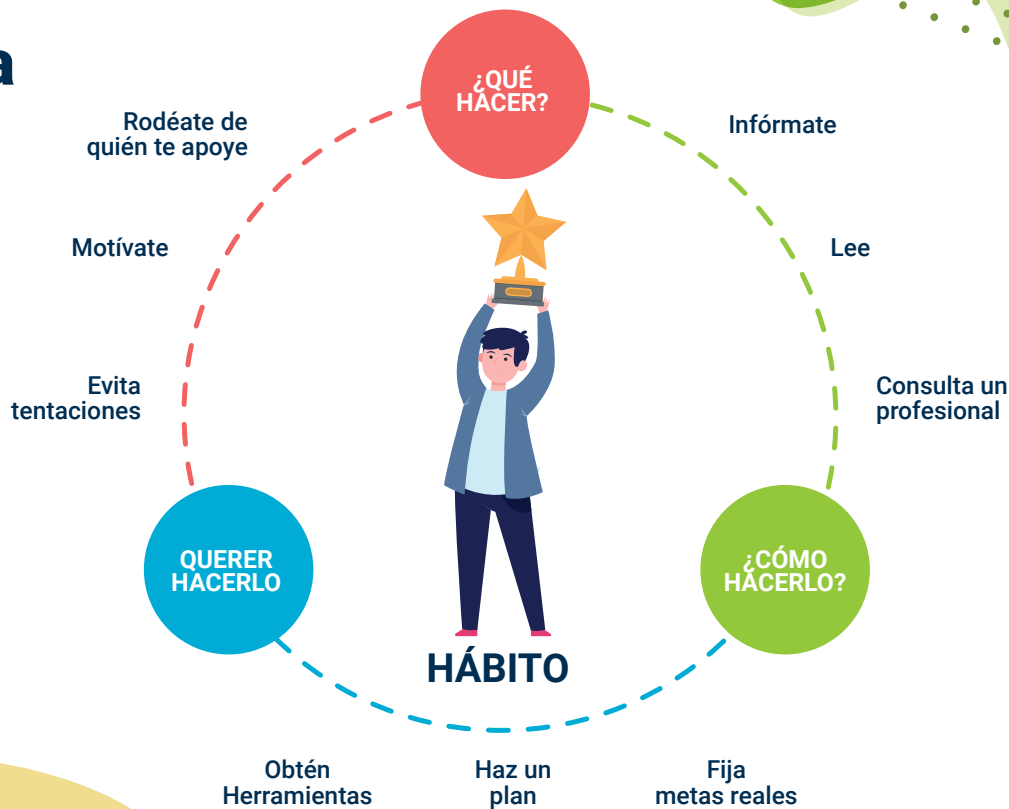 a
¿QUÉ
HACER?
Rodéate de
quién te apoye
Infórmate
Motívate
Lee
Evita
tentaciones
Consulta un
profesional
QUERER
HACERLO
¿CÓMO
HACERLO?
HÁBITO
Obtén
Herramientas
Haz un
plan
Fija
metas reales